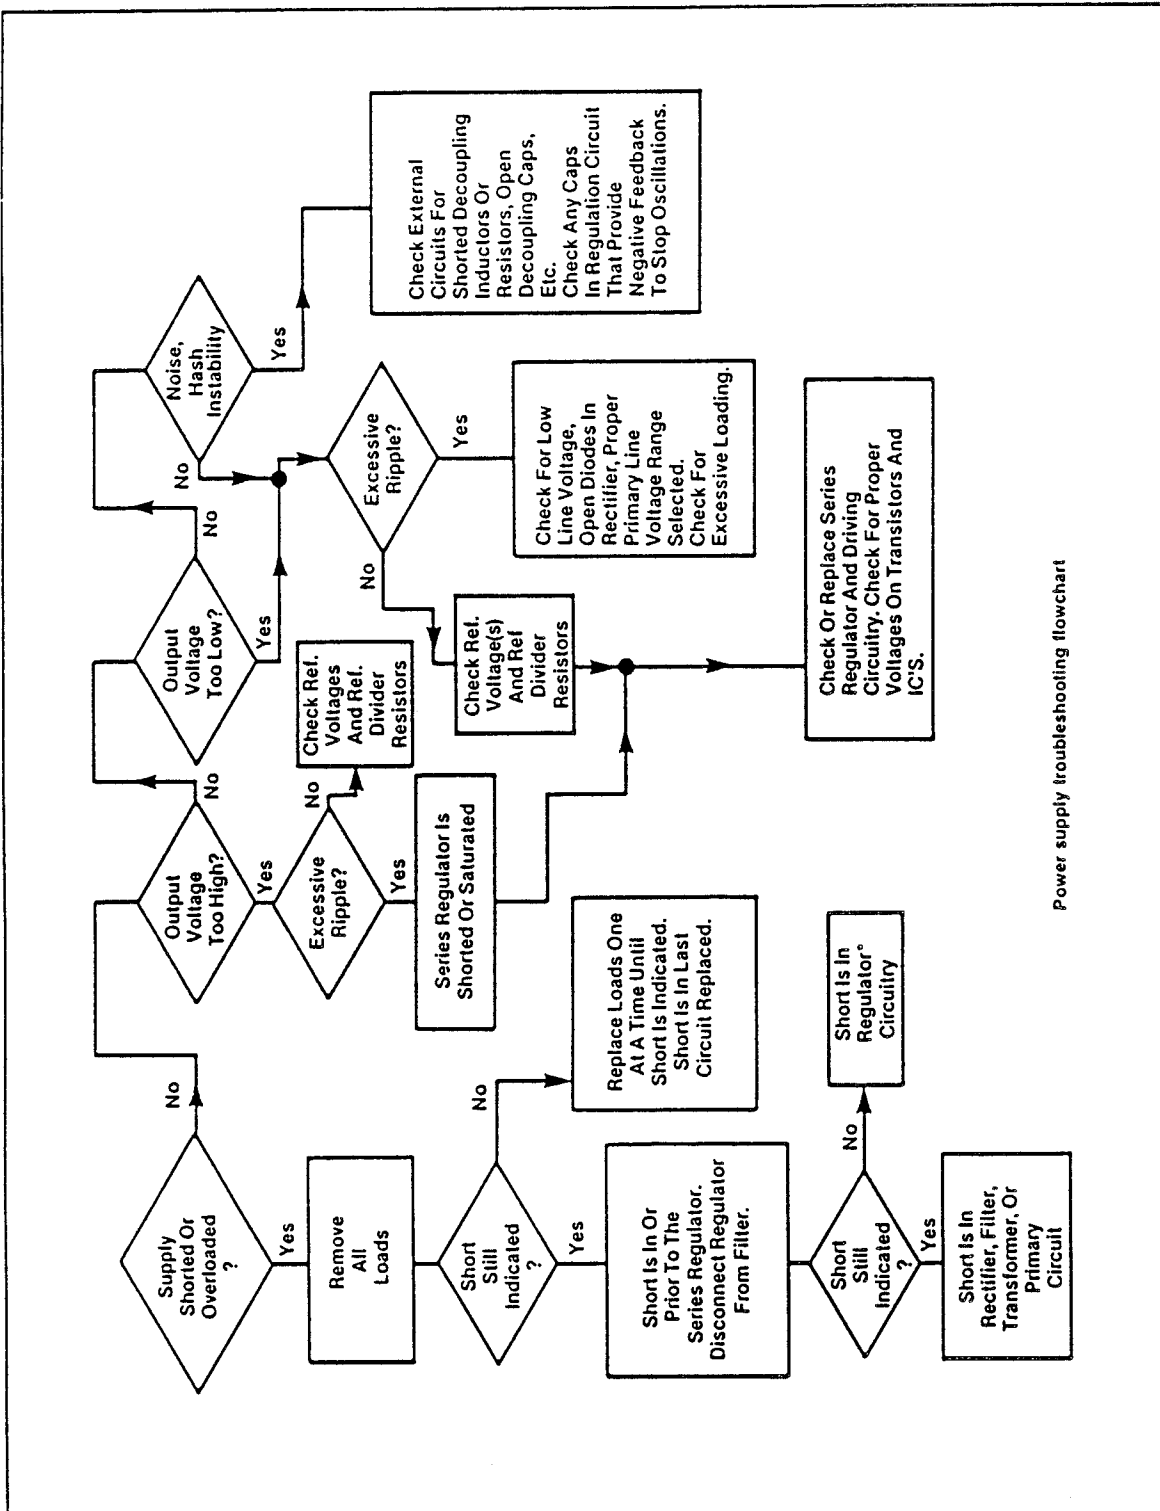 Supply
Shorted Or
Overloaded
?
No
Yes
Remove
All
Loads
Short
Still
Indicated
?
No
Replace Loads One
At A Time Until
Short Is Indicated.
Short Is In Last
Circuit Replaced.
Yes
Short Is In Or
Prior To The
Series Regulator.
Disconnect Regulator
From Filter.
Short
Still
Indicated
?
No
Short Is In
Regulator
Circuitry
Yes
Short Is In
Rectifier, Filter,
Transformer, Or
Primary
Circuit
Output
Voltage
Too High?
No
Yes
Excessive
Ripple?
No
Check Ref.
Voltages
And Ref.
Divider
Resistors
Yes
Series Regulator Is
Shorted Or Saturated
Output
Voltage
Too Low?
No
Yes
Noise,
Hash
Instability
No
Yes
Check External
Circuits For
Shorted Decoupling
Inductors Or
Resistors, Open
Decoupling Caps,
Etc.
Check Any Caps
In Regulation Circuit
That Provide
Negative Feedback
To Stop Oscillations.
Excessive
Ripple?
No
Check Ref.
Voltage(s)
And Ref
Divider
Resistors
Yes
Check For Low
Line Voltage,
Open Diodes In
Rectifier, Proper
Primary Line
Voltage Range
Selected.
Check For
Excessive Loading.
Check Or Replace Series
Regulator And Driving
Circuitry. Check For Proper
Voltages On Transistors And
IC'S.
Power supply troubleshooting flowchart